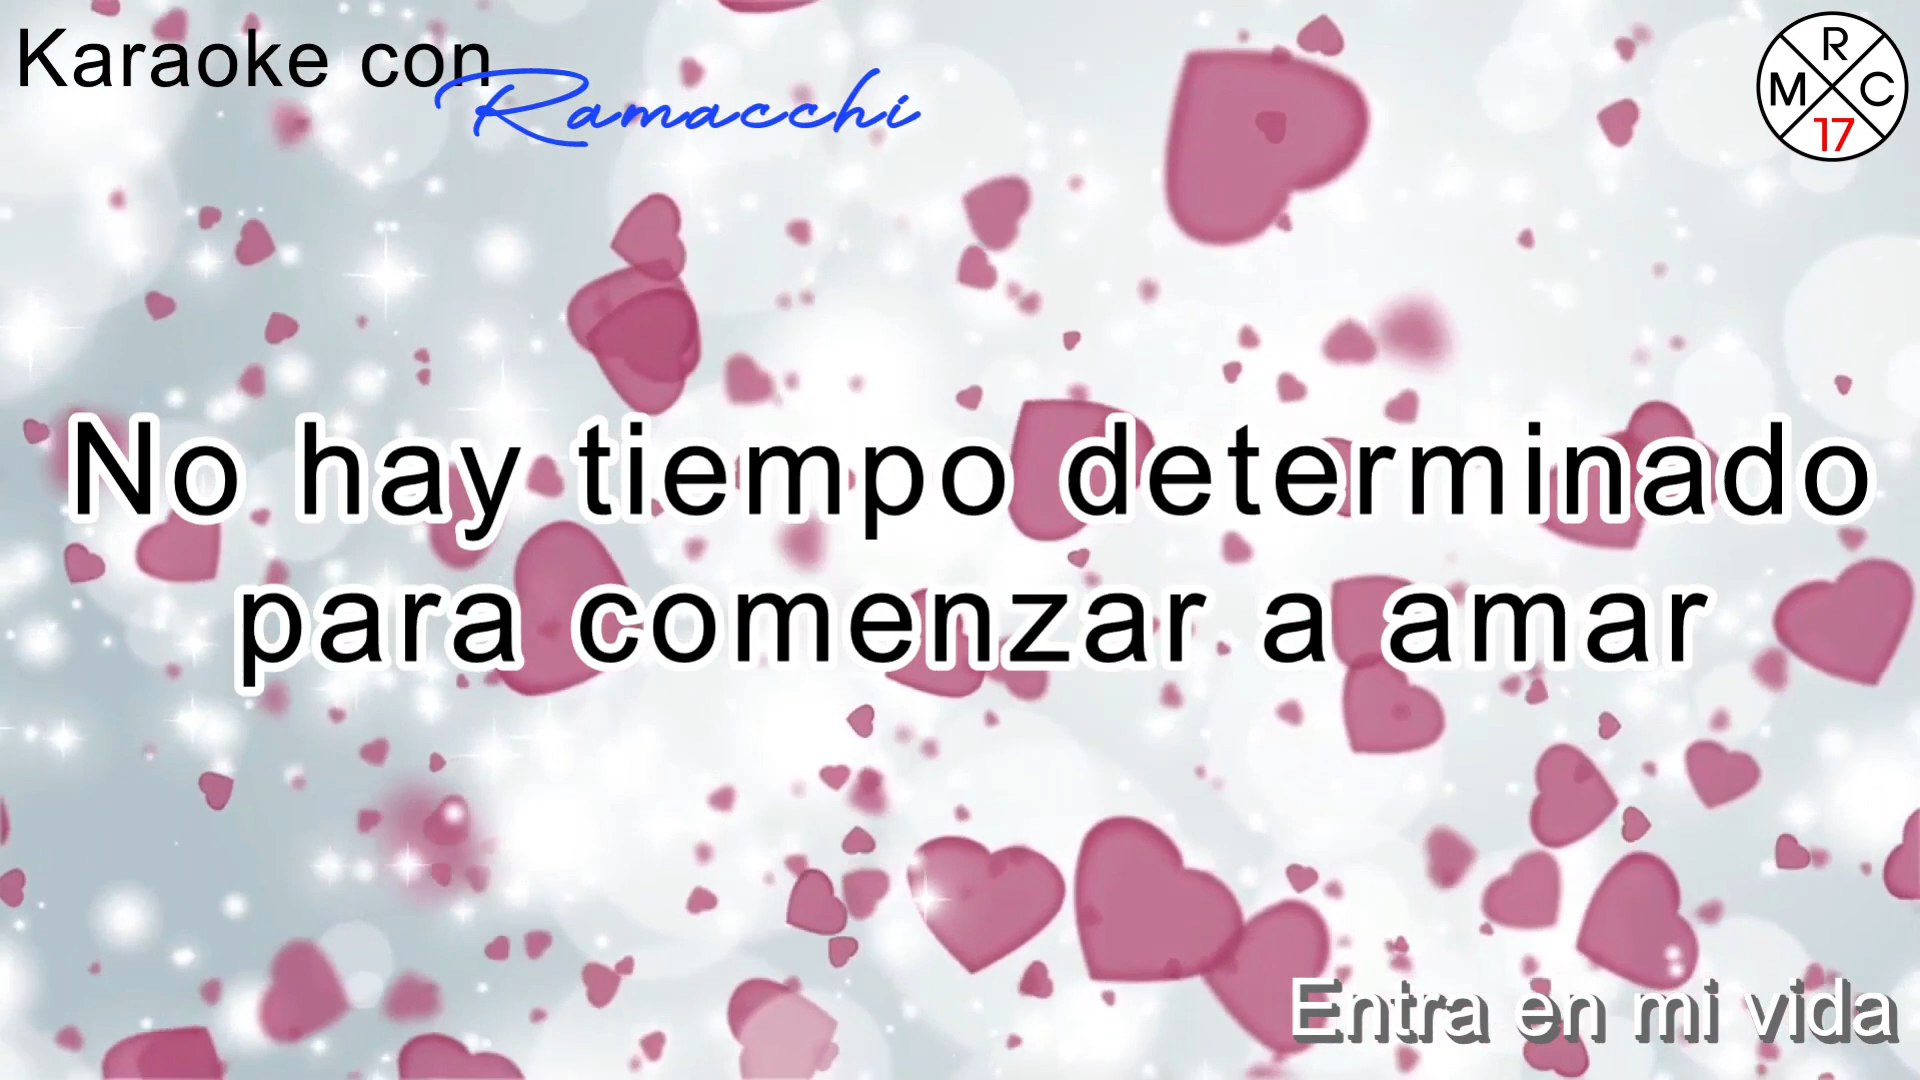 Karaoke con
Ramacchi
R
M C
17
No hay tiempo determinado
para comenzar a amar
Entra en mi vida